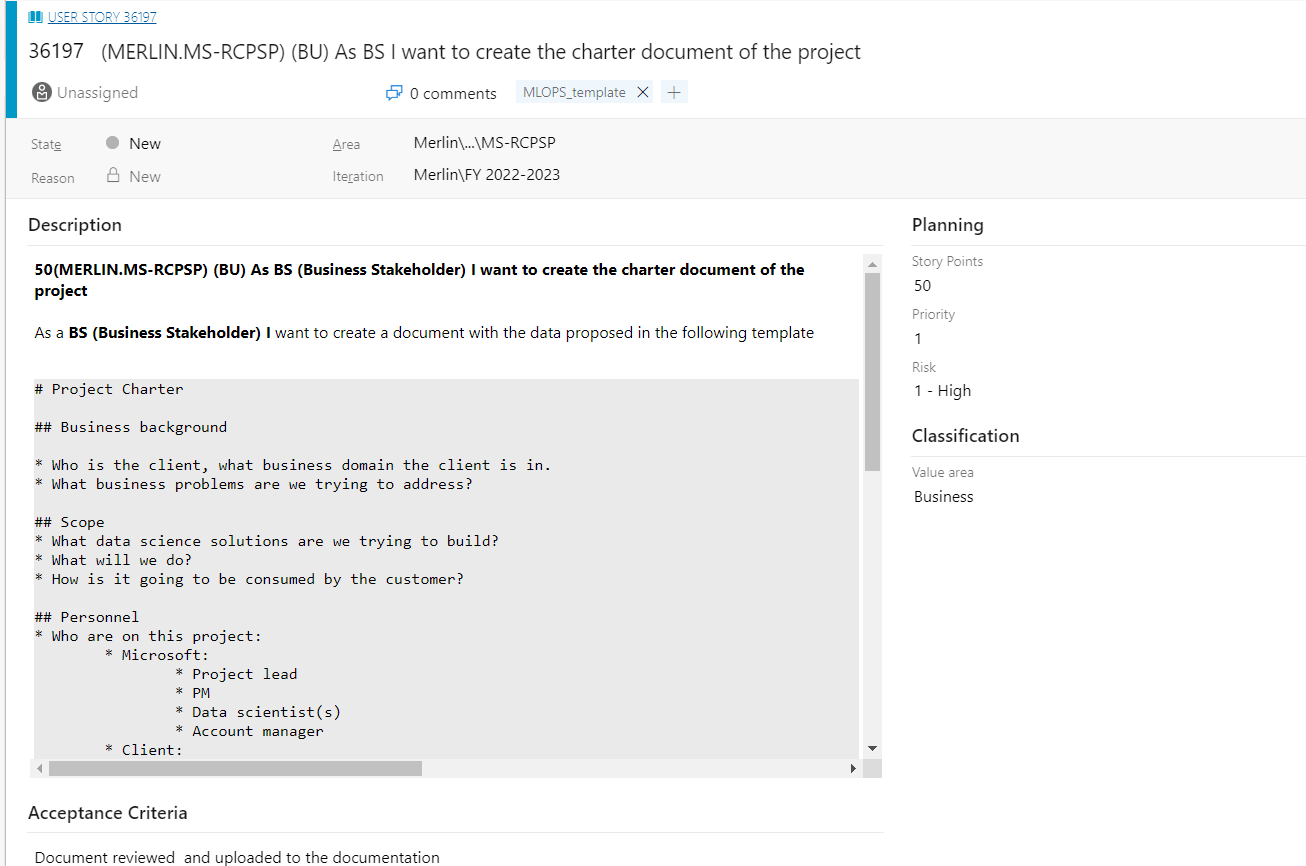 USER STORY 36197
36197 (MERLIN.MS-RCPSP) (BU) As BS I want to create the charter document of the project
Unassigned
0 comments
MLOPS_template
State
New
Area
Merlin\...\MS-RCPSP
Reason
New
Iteration
Merlin\FY 2022-2023
Description
50(MERLIN.MS-RCPSP) (BU) As BS (Business Stakeholder) I want to create the charter document of the
project
As a BS (Business Stakeholder) I want to create a document with the data proposed in the following template
# Project Charter
## Business background
* Who is the client, what business domain the client is in.
* What business problems are we trying to address?
## Scope
* What data science solutions are we trying to build?
* What will we do?
* How is it going to be consumed by the customer?
## Personnel
* Who are on this project:
* Microsoft:
* Project lead
* PM
* Data scientist(s)
* Account manager
* Client:
Acceptance Criteria
Document reviewed  and uploaded to the documentation
Planning
Story Points
50
Priority
1
Risk
1 - High
Classification
Value area
Business